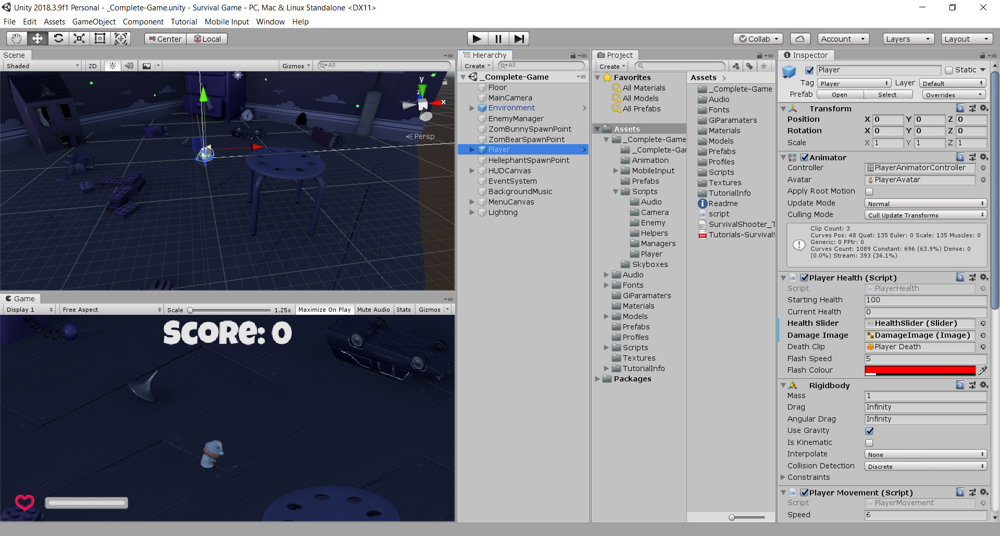 Unity 2018.3.9f1 Personal - _Complete-Game.unity - Survival Game - PC, Mac & Linux Standalone <DX11>
File Edit Assets GameObject Component Tutorial Mobile Input Window Help
Center Local Collab Account Layers Layout
Scene
Shaded 2D Gizmos All
y
z
x
Persp
Game
Display 1 Free Aspect Scale 1.25x Maximize On Play Mute Audio Stats Gizmos
SCORE: 0
Hierarchy
Create All
_Complete-Game
Floor
MainCamera
Environment
EnemyManager
ZomBunnySpawnPoint
ZomBearSpawnPoint
Player
HellephantSpawnPoint
HUDCanvas
EventSystem
BackgroundMusic
MenuCanvas
Lighting
Project
Create
Favorites
All Materials
All Models
All Prefabs
Assets
_Complete-Game
_Complete-Gar
Animation
MobileInput
Prefabs
Scripts
Audio
Camera
Enemy
Helpers
Managers
Player
Skyboxes
Audio
Fonts
GiParamaters
Materials
Models
Prefabs
Profiles
Scripts
Textures
TutorialInfo
Packages
Assets
_Complete-Game
Audio
Fonts
GiParamaters
Materials
Models
Prefabs
Profiles
Scripts
Textures
TutorialInfo
Readme
script
SurvivalShooter_T
Tutorials-Survivals
Inspector
Player Static
Tag Player Layer Default
Prefab Open Select Overrides
Transform
Position X 0 Y 0 Z 0
Rotation X 0 Y 0 Z 0
Scale X 1 Y 1 Z 1
Animator
Controller PlayerAnimatorController
Avatar PlayerAvatar
Apply Root Motion
Update Mode Normal
Culling Mode Cull Update Transforms
Clip Count: 3
Curves Pos: 48 Quat: 135 Euler: 0 Scale: 135 Muscles: 0
Generic: 0 PPtr: 0
Curves Count: 1089 Constant: 696 (63.9%) Dense: 0
(0.0%) Stream: 393 (36.1%)
Player Health (Script)
Script PlayerHealth
Starting Health 100
Current Health 0
Health Slider HealthSlider (Slider)
Damage Image DamageImage (Image)
Death Clip Player Death
Flash Speed 5
Flash Colour
Rigidbody
Mass 1
Drag Infinity
Angular Drag Infinity
Use Gravity
Is Kinematic
Interpolate None
Collision Detection Discrete
Constraints
Player Movement (Script)
Script PlayerMovement
Speed 6